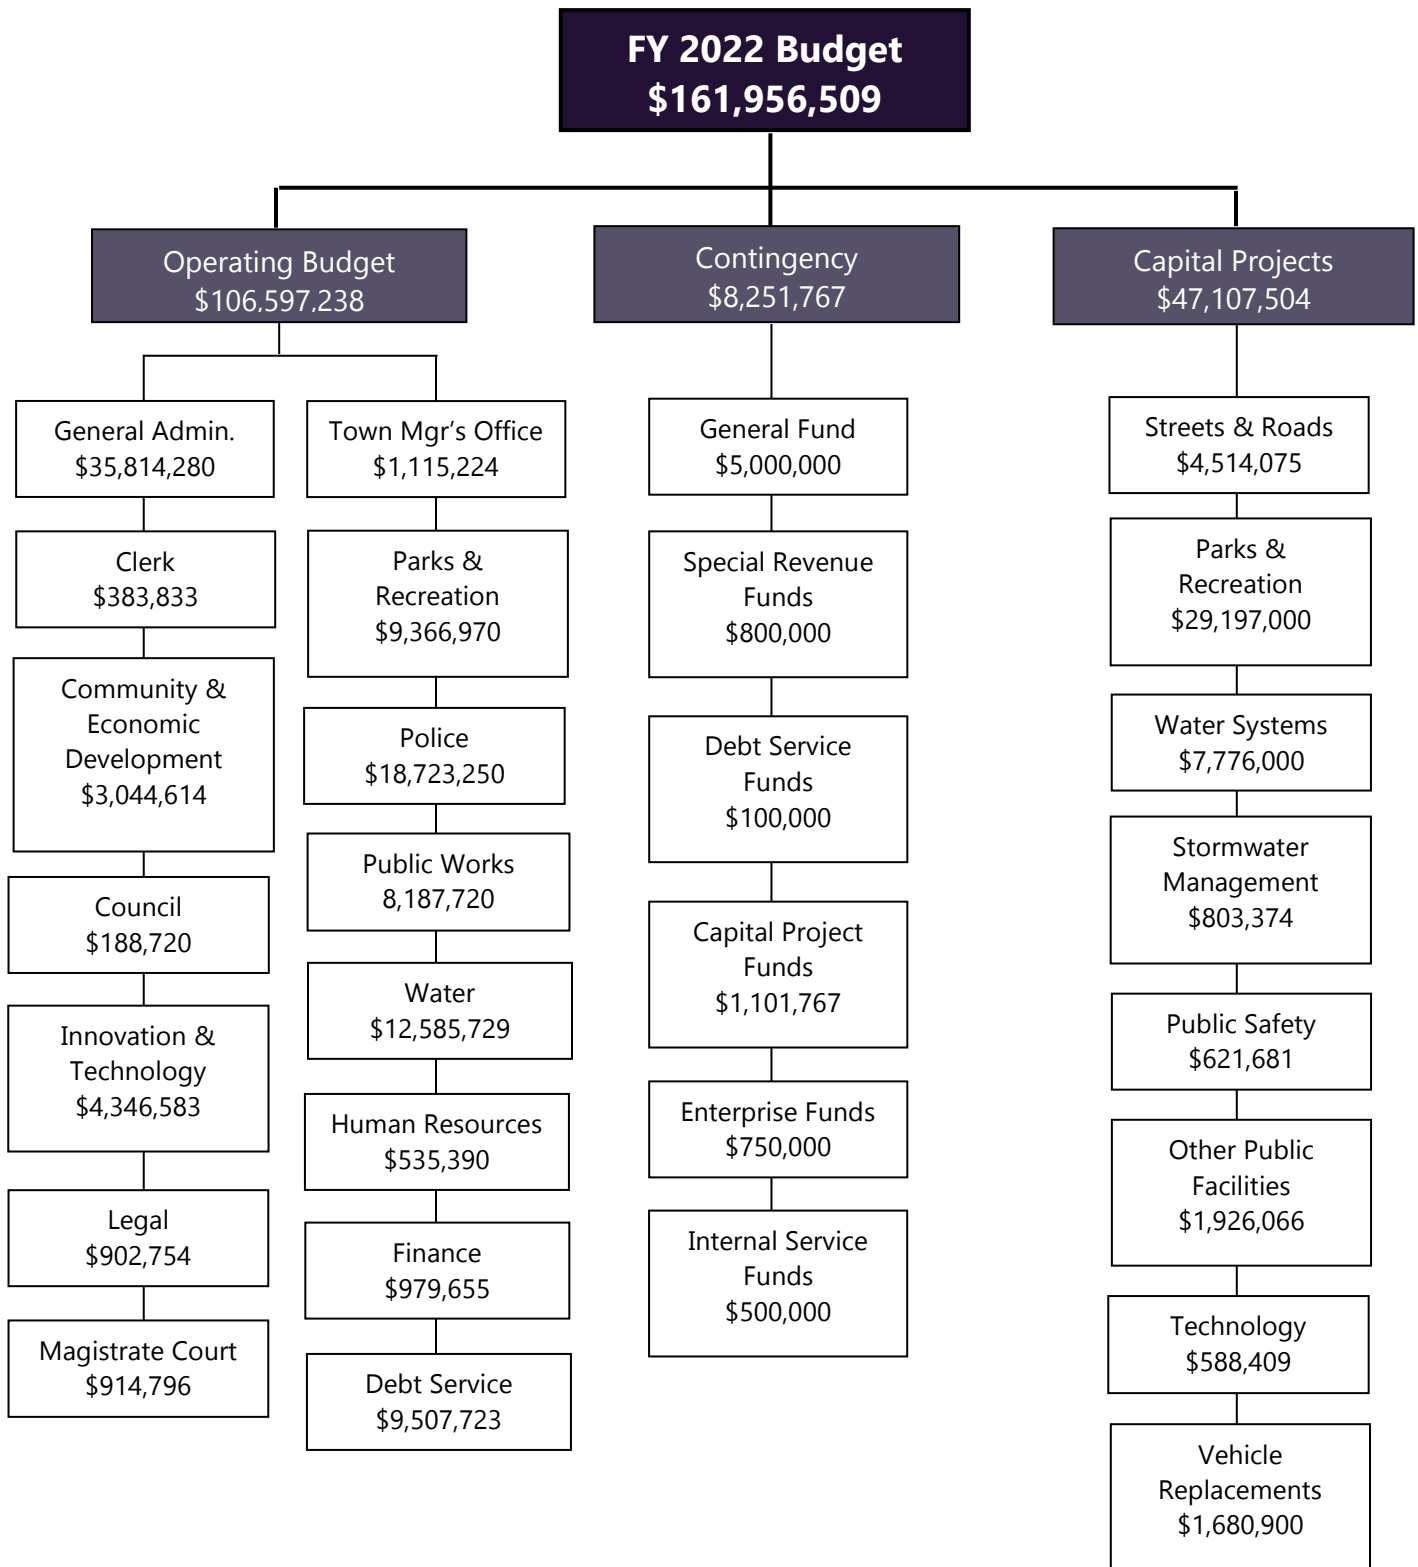 FY 2022 Budget
$161,956,509
Operating Budget
$106,597,238
General Admin.
$35,814,280
Clerk
$383,833
Community &
Economic
Development
$3,044,614
Council
$188,720
Innovation &
Technology
$4,346,583
Legal
$902,754
Magistrate Court
$914,796
Town Mgr’s Office
$1,115,224
Parks &
Recreation
$9,366,970
Police
$18,723,250
Public Works
8,187,720
Water
$12,585,729
Human Resources
$535,390
Finance
$979,655
Debt Service
$9,507,723
Contingency
$8,251,767
General Fund
$5,000,000
Special Revenue
Funds
$800,000
Debt Service
Funds
$100,000
Capital Project
Funds
$1,101,767
Enterprise Funds
$750,000
Internal Service
Funds
$500,000
Capital Projects
$47,107,504
Streets & Roads
$4,514,075
Parks &
Recreation
$29,197,000
Water Systems
$7,776,000
Stormwater
Management
$803,374
Public Safety
$621,681
Other Public
Facilities
$1,926,066
Technology
$588,409
Vehicle
Replacements
$1,680,900